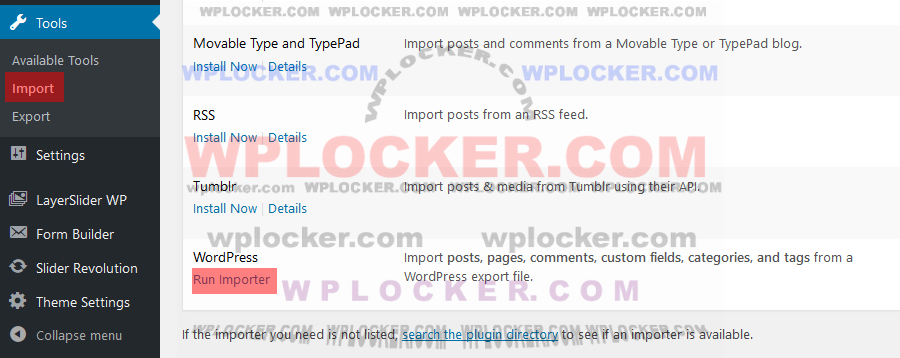 WPLOCKER.COM WPLOCKER.COM WPLOCKER.COM
Tools
Available Tools
Import
Export
Settings
LayerSlider WP
Form Builder
Slider Revolution
Theme Settings
Collapse menu
Movable Type and TypePad
Import posts and comments from a Movable Type or TypePad blog.
Install Now | Details
WPLOCKER.COM
WPLOCKER.COM
WPLOCKER.COM
RSS
Import posts from an RSS feed.
Install Now | Details
WPLOCKER.COM
Tumblr
Import posts & media from Tumblr using their API.
WPLOCKER.COM WPLOCKER.COM WPLOCKER.COM
Install Now | Details
wplocker.com
wplocker.com
WordPress
Import posts, pages, comments, custom fields, categories, and tags from a
WordPress export file.
Run Importer
WPLOCKER.COM
If the importer you need is not listed, search the plugin directory to see if an importer is available.